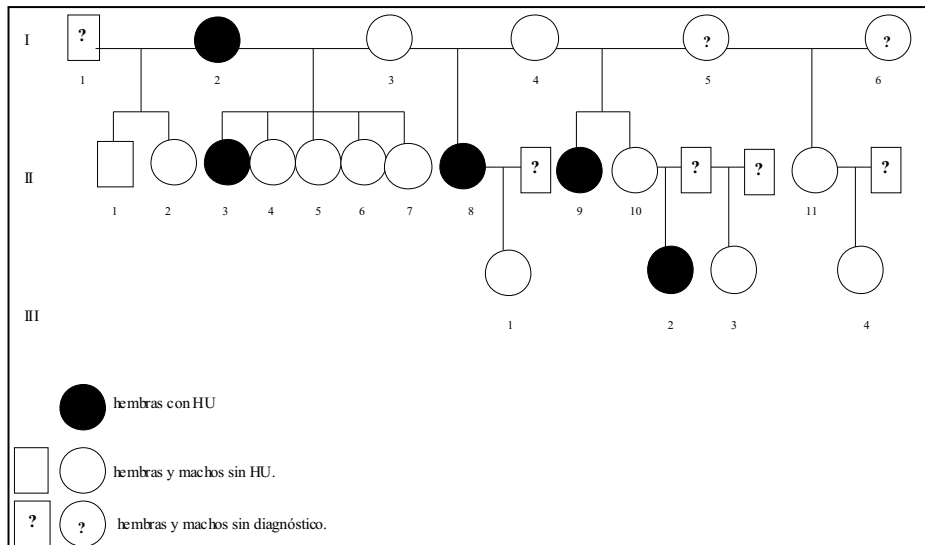 I
? ? ?
1 2 3 4 5 6
II
? ? ? ?
1 2 3 4 5 6 7 8 9 10 11
III
1 2 3 4
hembras con HU
hembras y machos sin HU.
? ? hembras y machos sin diagnóstico.